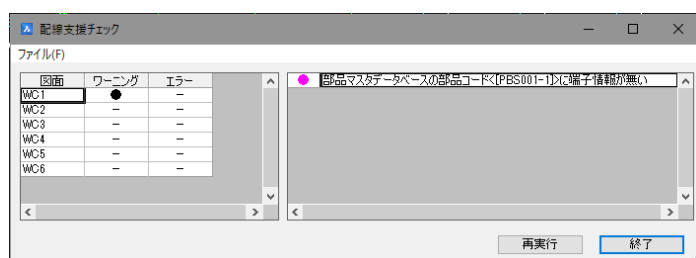 配線支援チェック
ファイル(F)
図面 ワーニング エラー
WC1 ● －
WC2 － －
WC3 － －
WC4 － －
WC5 － －
WC6 － －
● 部品マスタデータベースの部品コード<[PBS001-1]>に端子情報が無い
再実行 終了